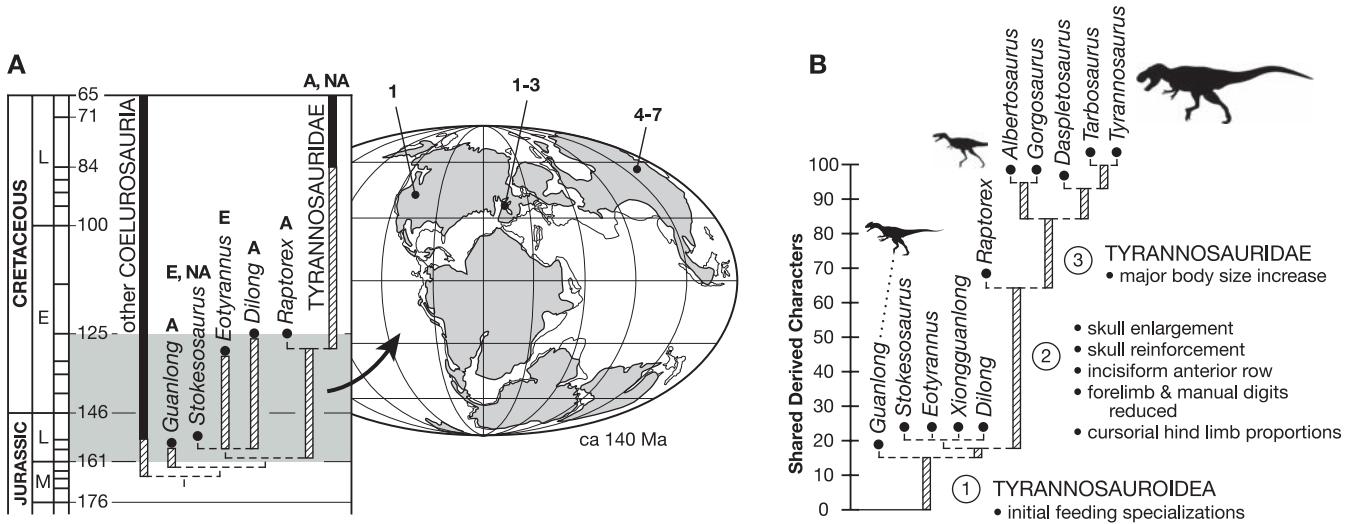 A
CRETACEOUS
JURASSIC
L
E
L
M
65
71
84
100
125
146
161
176
other COELUROSAURIA
A
Guanlong
E, NA
Stokesosaurus
E
Eotyrannus
A
Dilong
A
Raptorex
A, NA
TYRANNOSAURIDAE
1
1-3
4-7
ca 140 Ma
B
Shared Derived Characters
100
90
80
70
60
50
40
30
20
10
0
Guanlong
Stokesosaurus
Eotyrannus
Xiongguanlong
Dilong
Raptorex
Albertosaurus
Gorgosaurus
Daspletosaurus
Tarbosaurus
Tyrannosaurus
3 TYRANNOSAURIDAE
• major body size increase
2
• skull enlargement
• skull reinforcement
• incisiform anterior row
• forelimb & manual digits
reduced
• cursorial hind limb proportions
1 TYRANNOSAUROIDEA
• initial feeding specializations